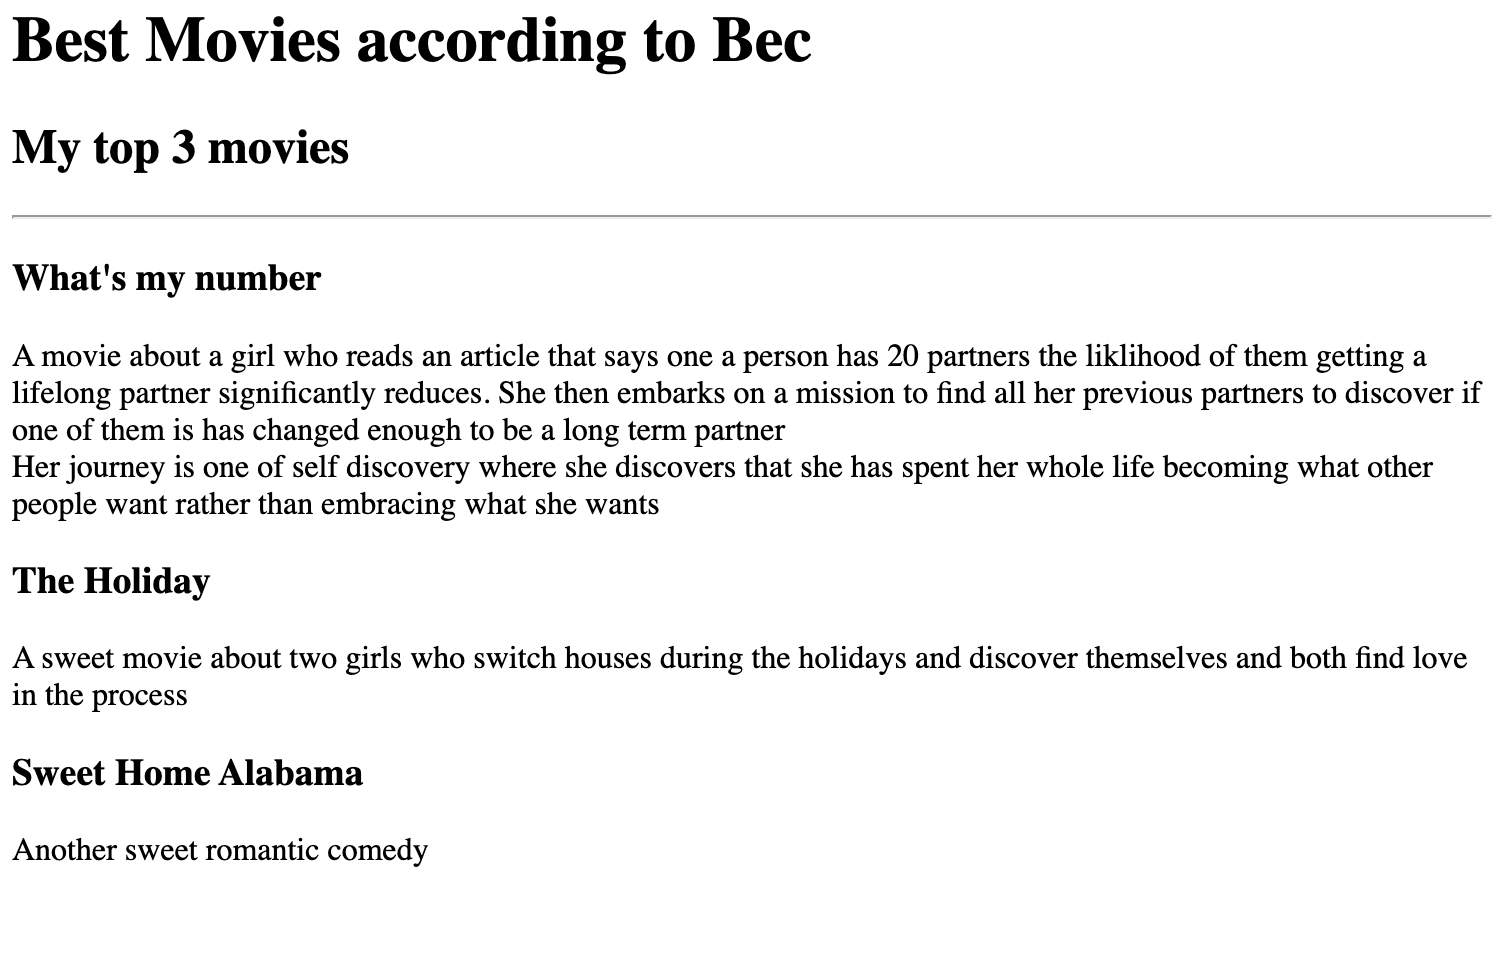 Best Movies according to Bec
My top 3 movies
What's my number
A movie about a girl who reads an article that says one a person has 20 partners the liklihood of them getting a
lifelong partner significantly reduces. She then embarks on a mission to find all her previous partners to discover if
one of them is has changed enough to be a long term partner
Her journey is one of self discovery where she discovers that she has spent her whole life becoming what other
people want rather than embracing what she wants
The Holiday
A sweet movie about two girls who switch houses during the holidays and discover themselves and both find love
in the process
Sweet Home Alabama
Another sweet romantic comedy